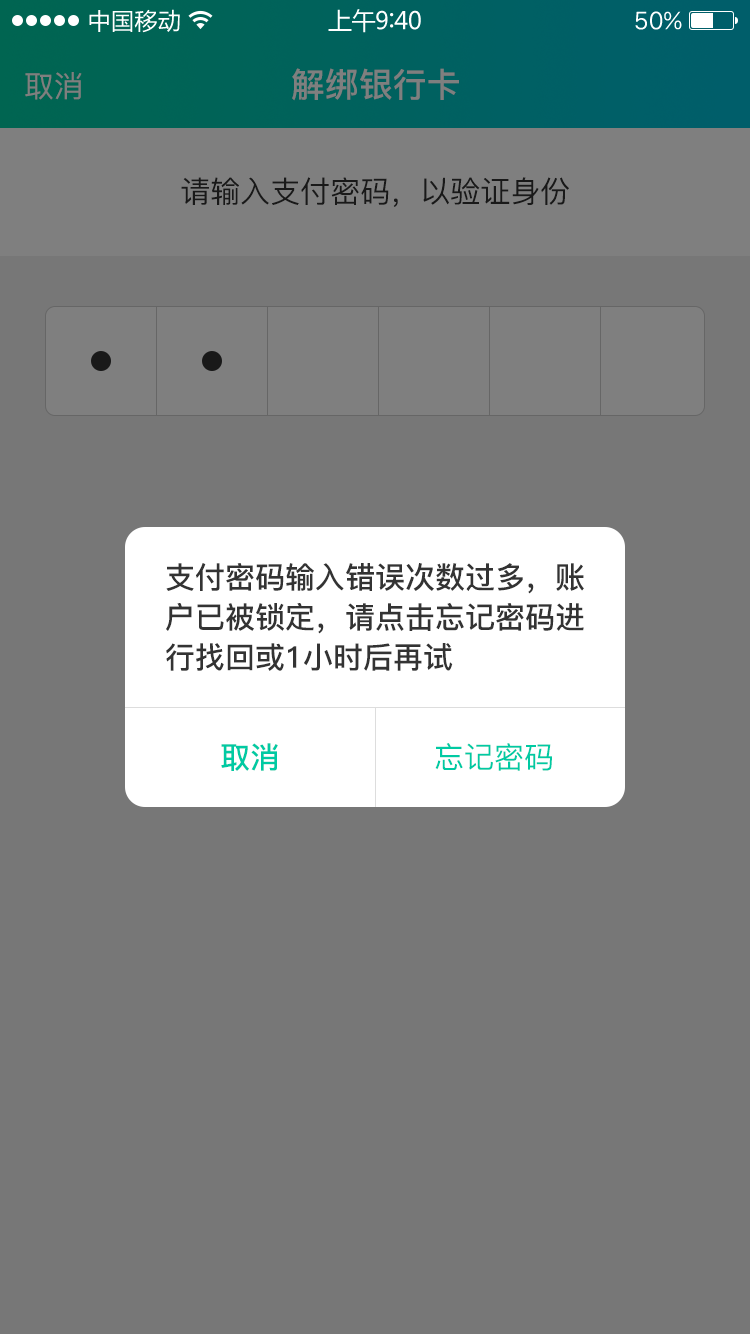 中国移动
上午9:40
50%
取消
解绑银行卡
请输入支付密码，以验证身份
支付密码输入错误次数过多，账
户已被锁定，请点击忘记密码进
行找回或1小时后再试
取消
忘记密码